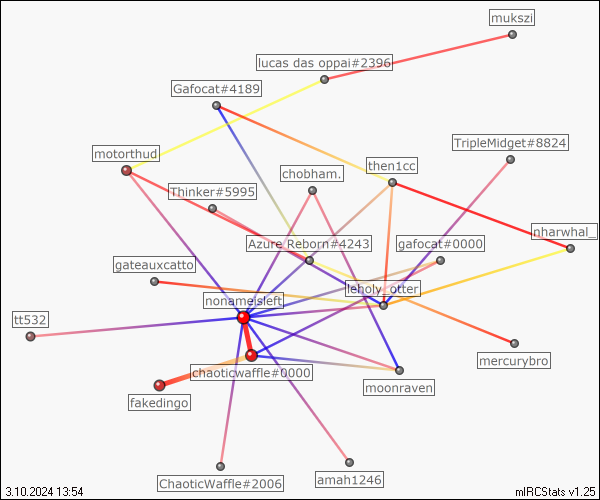 mukszi
lucas das oppai#2396
Gafocat#4189
TripleMidget#8824
motorthud
then1cc
chobham.
Thinker#5995
nharwhal_
Azure Reborn#4243
gafocat#0000
gateauxcatto
leboly_otter
nonameisleft
tt532
mercurybro
chaoticwaffle#0000
moonraven
fakedingo
amah1246
ChaoticWaffle#2006
3.10.2024 13:54
mIRCStats v1.25